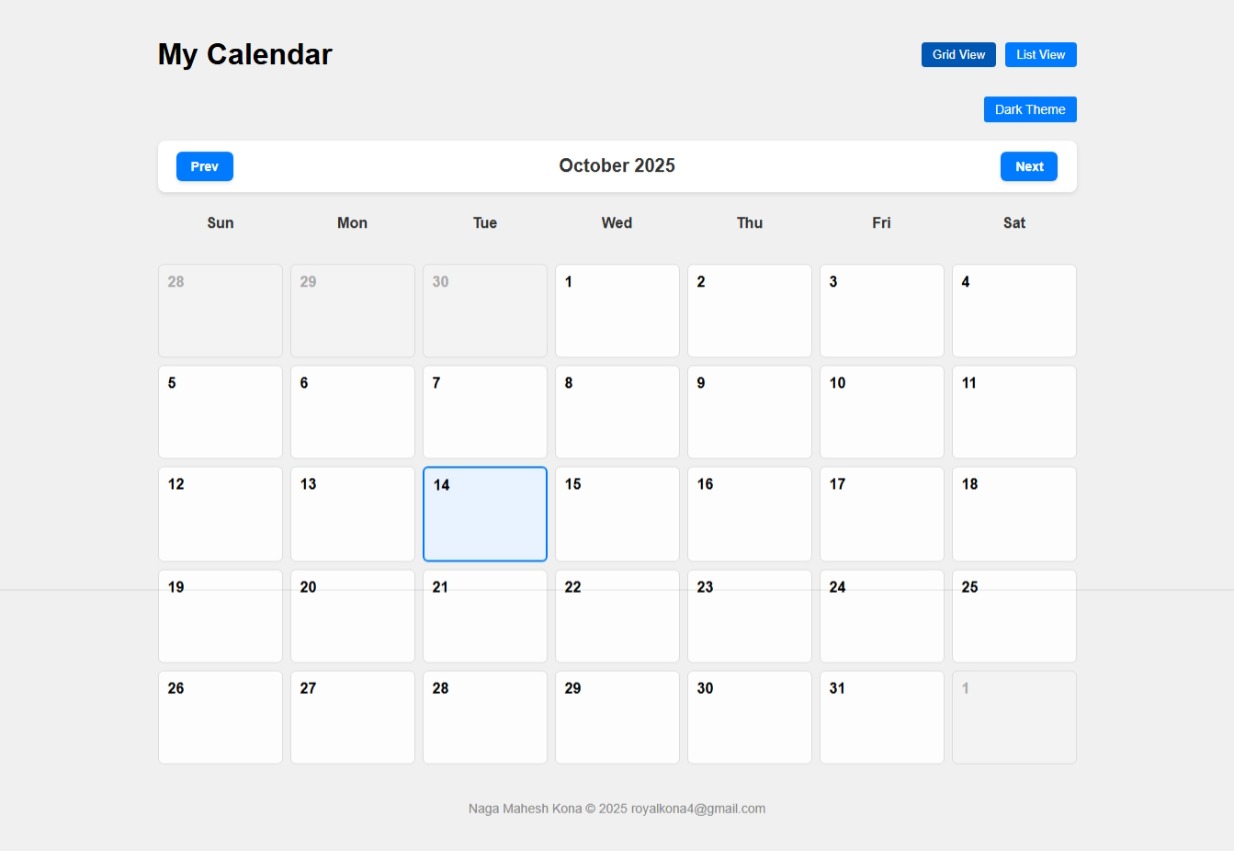 My Calendar
Grid View List View
Dark Theme
Prev October 2025 Next
Sun Mon Tue Wed Thu Fri Sat
28 29 30 1 2 3 4
5 6 7 8 9 10 11
12 13 14 15 16 17 18
19 20 21 22 23 24 25
26 27 28 29 30 31 1
Naga Mahesh Kona © 2025 royalkona4@gmail.com